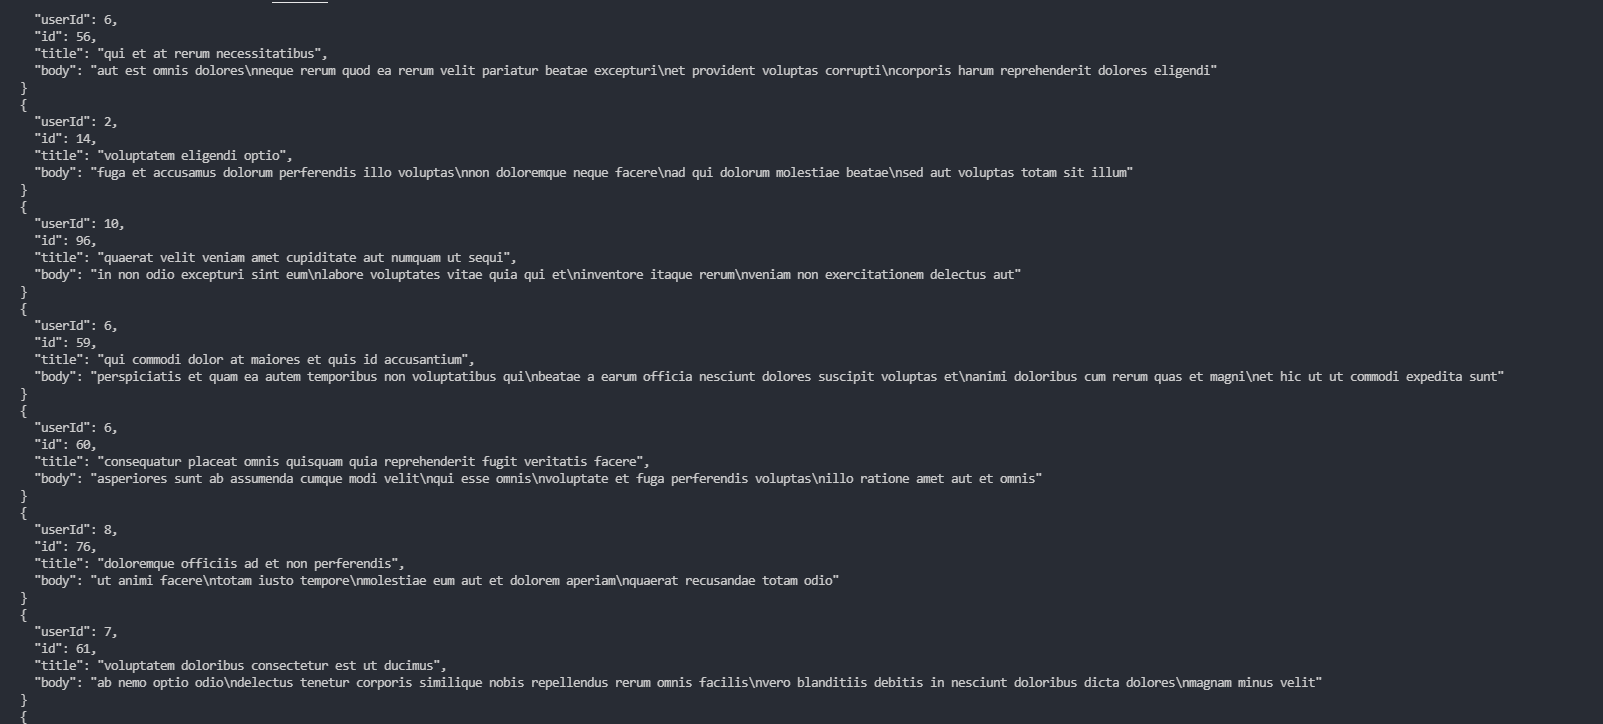 "userId": 6,
"id": 56,
"title": "qui et at rerum necessitatibus",
"body": "aut est omnis dolores\nneque rerum quod ea rerum velit pariatur beatae excepturi\net provident voluptas corrupti\ncorporis harum reprehenderit dolores eligendi"
}
{
"userId": 2,
"id": 14,
"title": "voluptatem eligendi optio",
"body": "fuga et accusamus dolorum perferendis illo voluptas\nnon doloremque neque facere\nad qui dolorum molestiae beatae\nsed aut voluptas totam sit illum"
}
{
"userId": 10,
"id": 96,
"title": "quaerat velit veniam amet cupiditate aut numquam ut sequi",
"body": "in non odio excepturi sint eum\nlabore voluptates vitae quia qui et\ninventore itaque rerum\nveniam non exercitationem delectus aut"
}
{
"userId": 6,
"id": 59,
"title": "qui commodi dolor at maiores et quis id accusantium",
"body": "perspiciatis et quam ea autem temporibus non voluptatibus qui\nbeatae a earum officia nesciunt dolores suscipit voluptas et\nanimi doloribus cum rerum quas et magni\net hic ut ut commodi expedita sunt"
}
{
"userId": 6,
"id": 60,
"title": "consequatur placeat omnis quisquam quia reprehenderit fugit veritatis facere",
"body": "asperiores sunt ab assumenda cumque modi velit\nqui esse omnis\nvoluptate et fuga perferendis voluptas\nillo ratione amet aut et omnis"
}
{
"userId": 8,
"id": 76,
"title": "doloremque officiis ad et non perferendis",
"body": "ut animi facere\ntotam iusto tempore\nmolestiae eum aut et dolorem aperiam\nquaerat recusandae totam odio"
}
{
"userId": 7,
"id": 61,
"title": "voluptatem doloribus consectetur est ut ducimus",
"body": "ab nemo optio odio\ndelectus tenetur corporis similique nobis repellendus rerum omnis facilis\nvero blanditiis debitis in nesciunt doloribus dicta dolores\nmagnam minus velit"
}
{